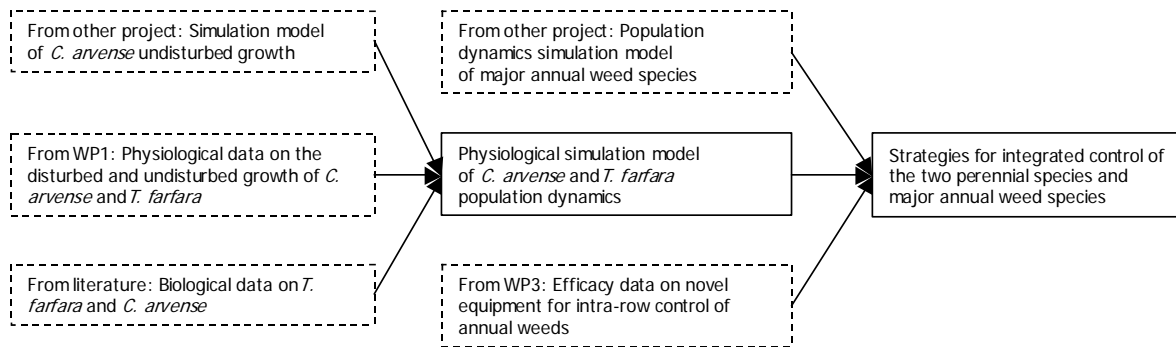 From other project: Simulation model
of C. arvense undisturbed growth
From WP1: Physiological data on the
disturbed and undisturbed growth of C.
arvense and T. farfara
From literature: Biological data on T.
farfara and C. arvense
From other project: Population
dynamics simulation model
of major annual weed species
Physiological simulation model
of C. arvense and T. farfara
population dynamics
From WP3: Efficacy data on novel
equipment for intra-row control of
annual weeds
Strategies for integrated control of
the two perennial species and
major annual weed species